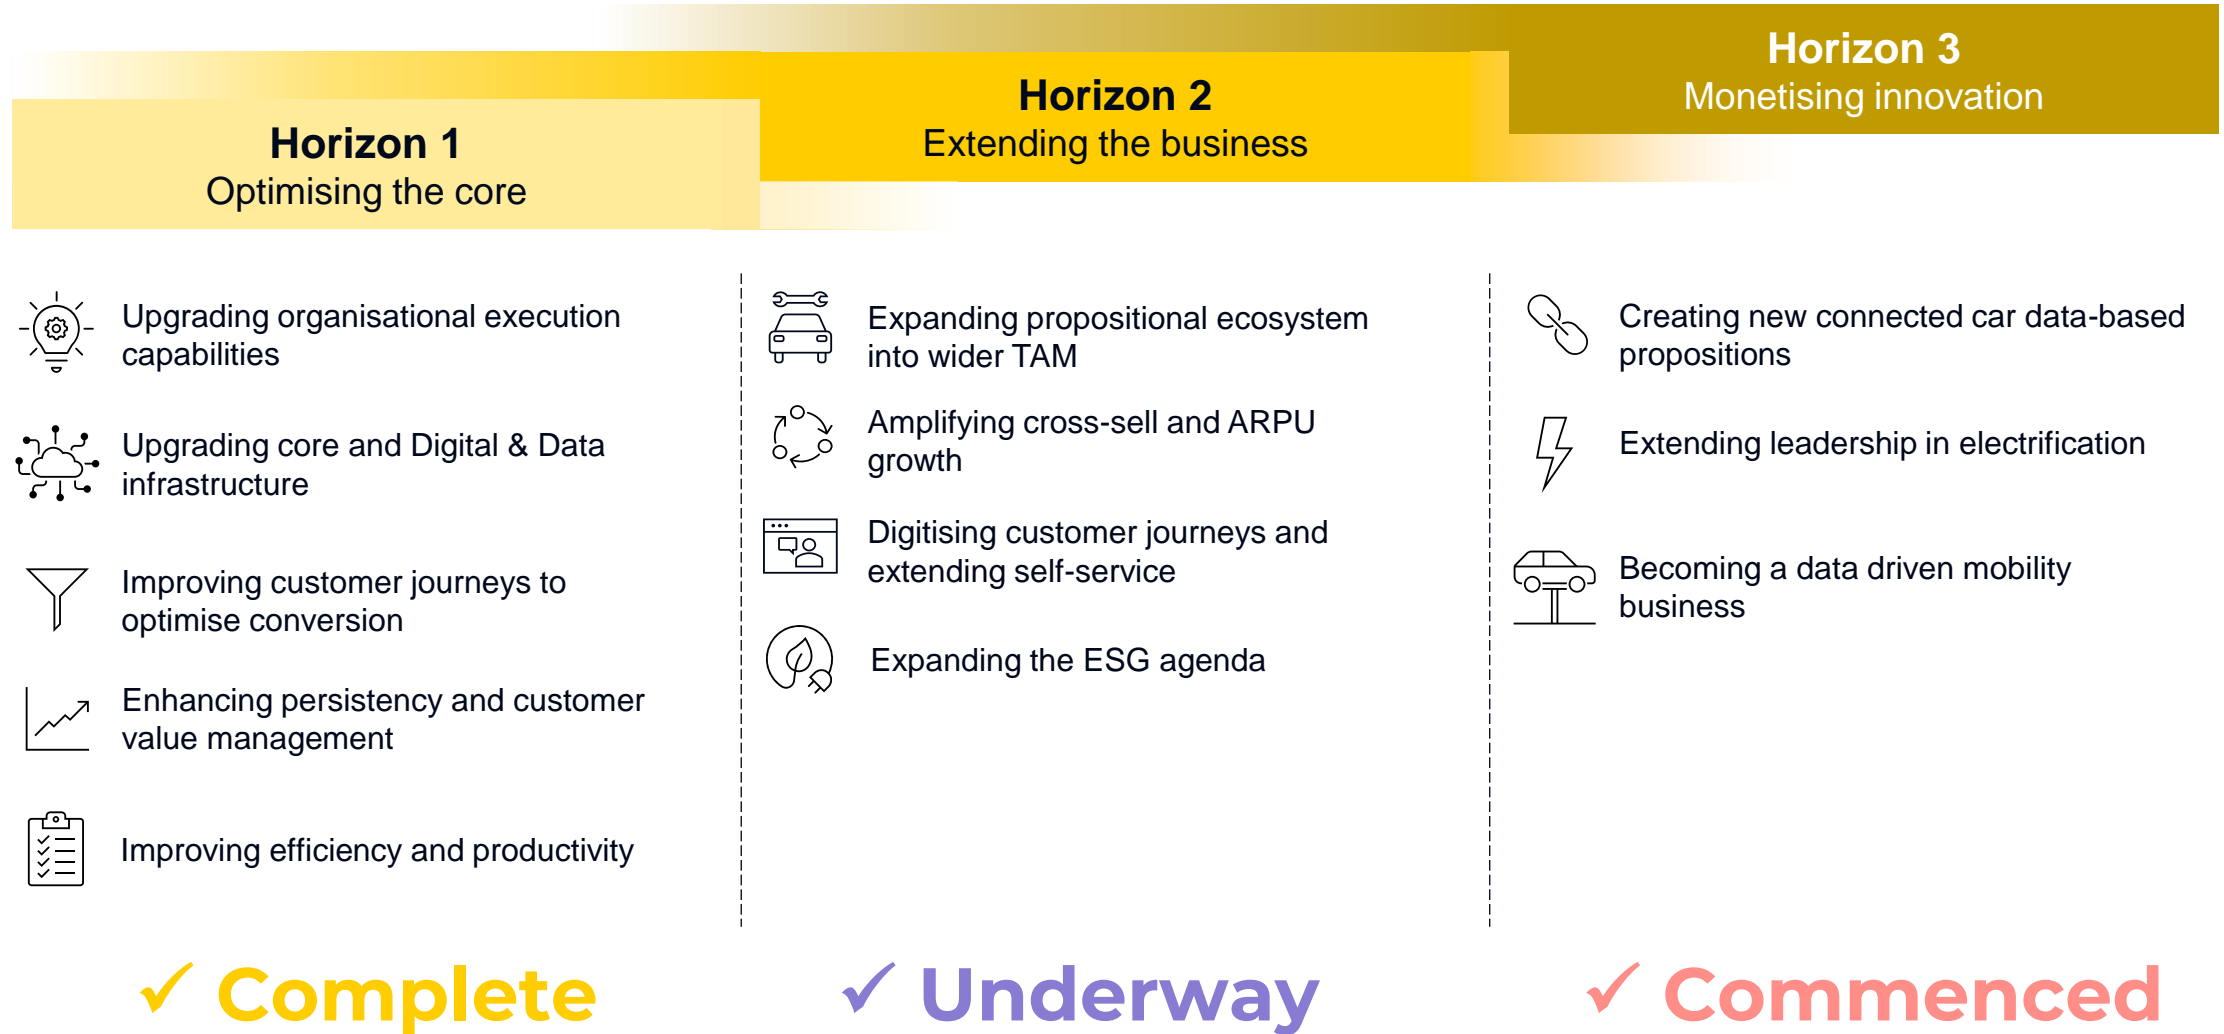 Horizon 1
Optimising the core
Upgrading organisational execution
capabilities
Upgrading core and Digital & Data
infrastructure
Improving customer journeys to
optimise conversion
Enhancing persistency and customer
value management
Improving efficiency and productivity
Complete
Horizon 2
Extending the business
Expanding propositional ecosystem
into wider TAM
Amplifying cross-sell and ARPU
growth
Digitising customer journeys and
extending self-service
Expanding the ESG agenda
Underway
Horizon 3
Monetising innovation
Creating new connected car data-based
propositions
Extending leadership in electrification
Becoming a data driven mobility
business
Commenced